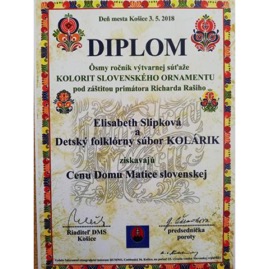 Deň mesta Košice 3. 5. 2018
DIPLOM
Ôsmy ročník výtvarnej súťaže
KOLORIT SLOVENSKÉHO ORNAMENTU
pod záštitou primátora Richarda Rašiho
Elisabeth Slipková
a
Detský folklórny súbor KOLÁRIK
získavajú
Cenu Domu Matice slovenskej
Riaditeľ DMS
Košice
predsedníčka
poroty